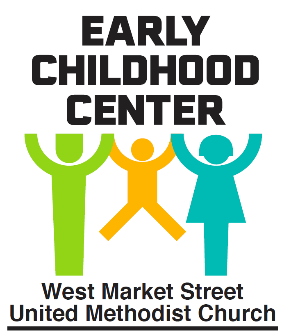 EARLY
CHILDHOOD
CENTER
West Market Street
United Methodist Church